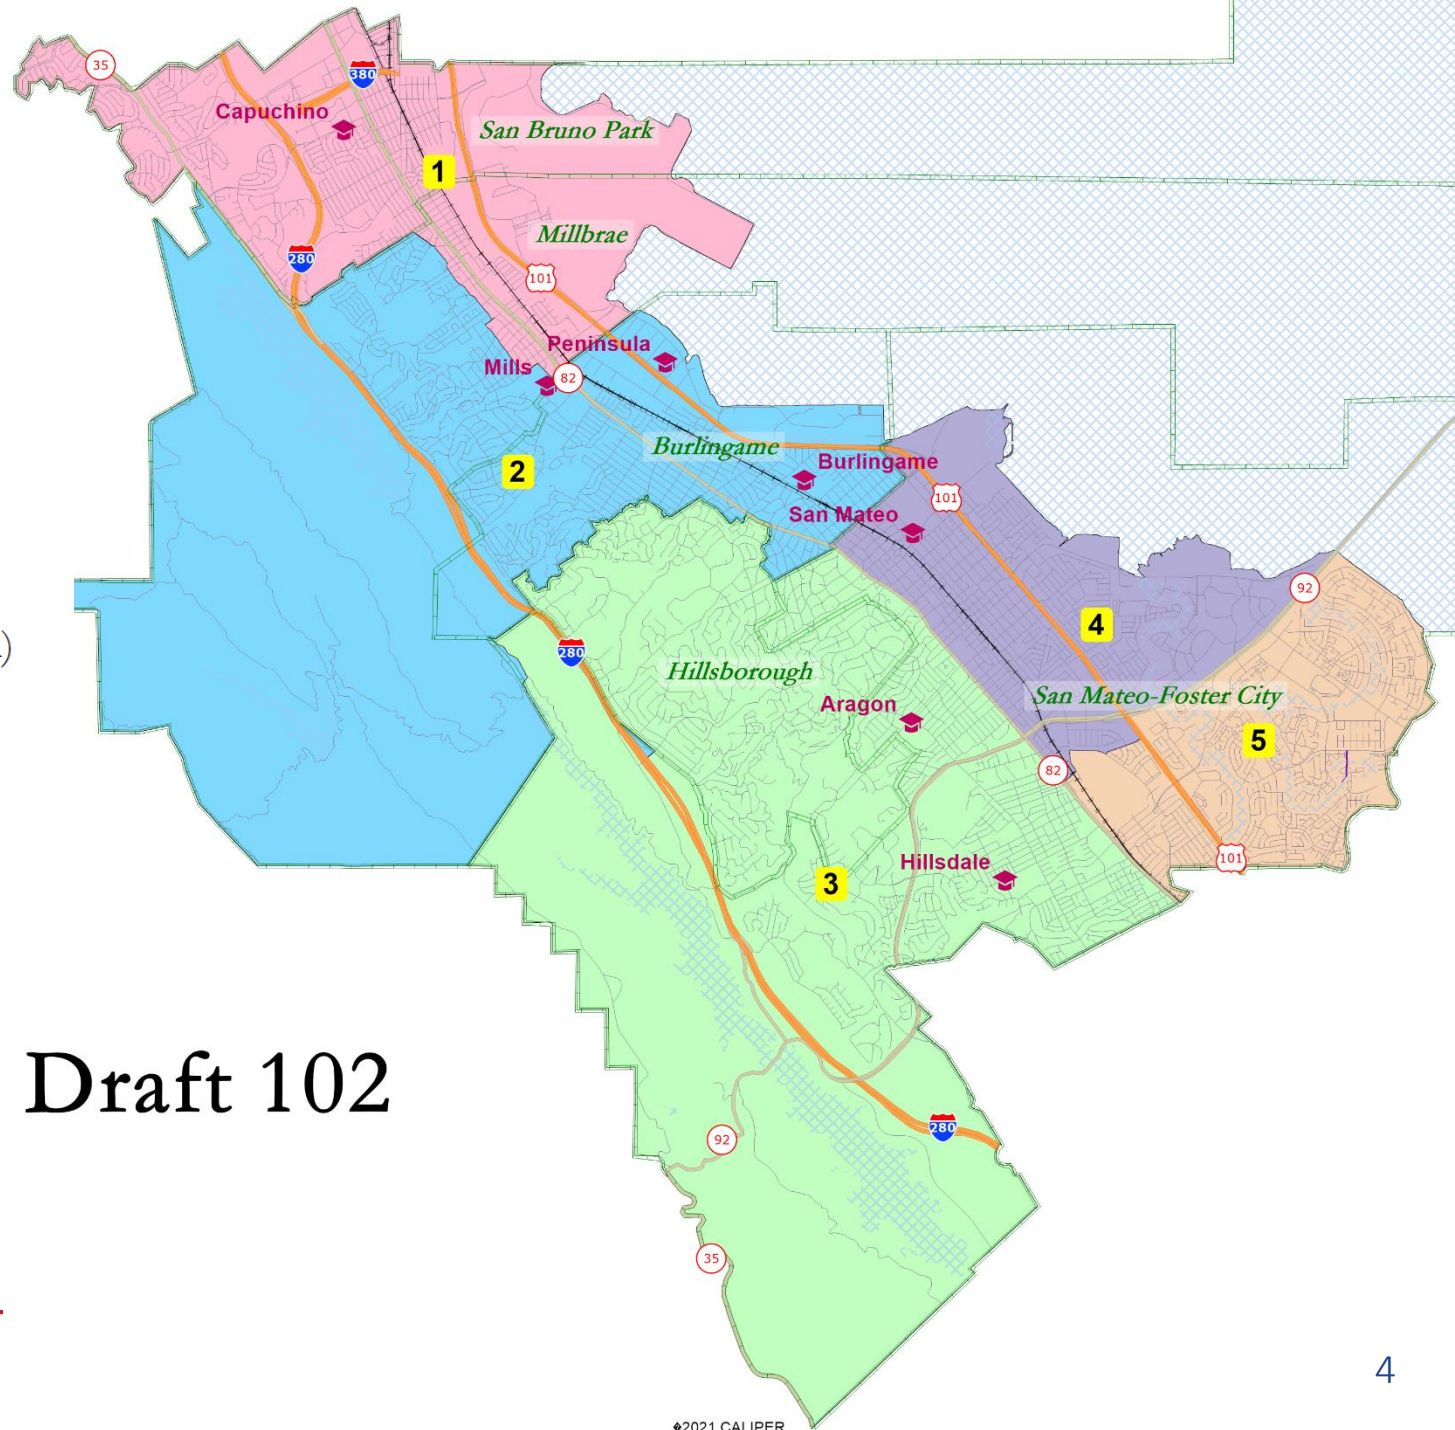 35
380
Capuchino
San Bruno Park
1
Millbrae
280
101
Peninsula
Mills
82
Burlingame
2
Burlingame
101
San Mateo
92
4
)
280
Hillsborough
San Mateo-Foster City
Aragon
5
82
Hillsdale
101
3
Draft 102
280
92
35
4
�2021 CALIPER